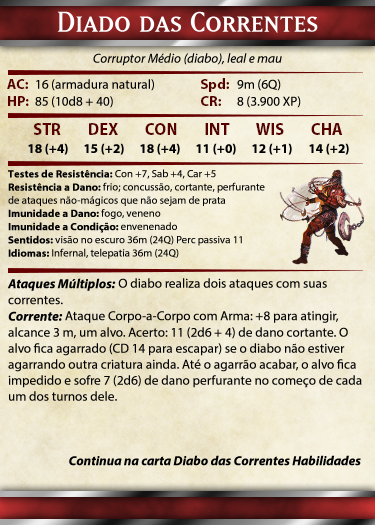 Diado das Correntes
Corruptor Médio (diabo), leal e mau
AC: 16 (armadura natural) Spd: 9m (6Q)
HP: 85 (10d8 + 40) CR: 8 (3.900 XP)
STR DEX CON INT WIS CHA
18 (+4) 15 (+2) 18 (+4) 11 (+0) 12 (+1) 14 (+2)
Testes de Resistência: Con +7, Sab +4, Car +5
Resistência a Dano: frio; concussão, cortante, perfurante
de ataques não-mágicos que não sejam de prata
Imunidade a Dano: fogo, veneno
Imunidade a Condição: envenenado
Sentidos: visão no escuro 36m (24Q) Perc passiva 11
Idiomas: Infernal, telepatia 36m (24Q)
Ataques Múltiplos: O diabo realiza dois ataques com suas
correntes.
Corrente: Ataque Corpo-a-Corpo com Arma: +8 para atingir,
alcance 3 m, um alvo. Acerto: 11 (2d6 + 4) de dano cortante. O
alvo fica agarrado (CD 14 para escapar) se o diabo não estiver
agarrando outra criatura ainda. Até o agarrão acabar, o alvo fica
impedido e sofre 7 (2d6) de dano perfurante no começo de cada
um dos turnos dele.
Continua na carta Diabo das Correntes Habilidades